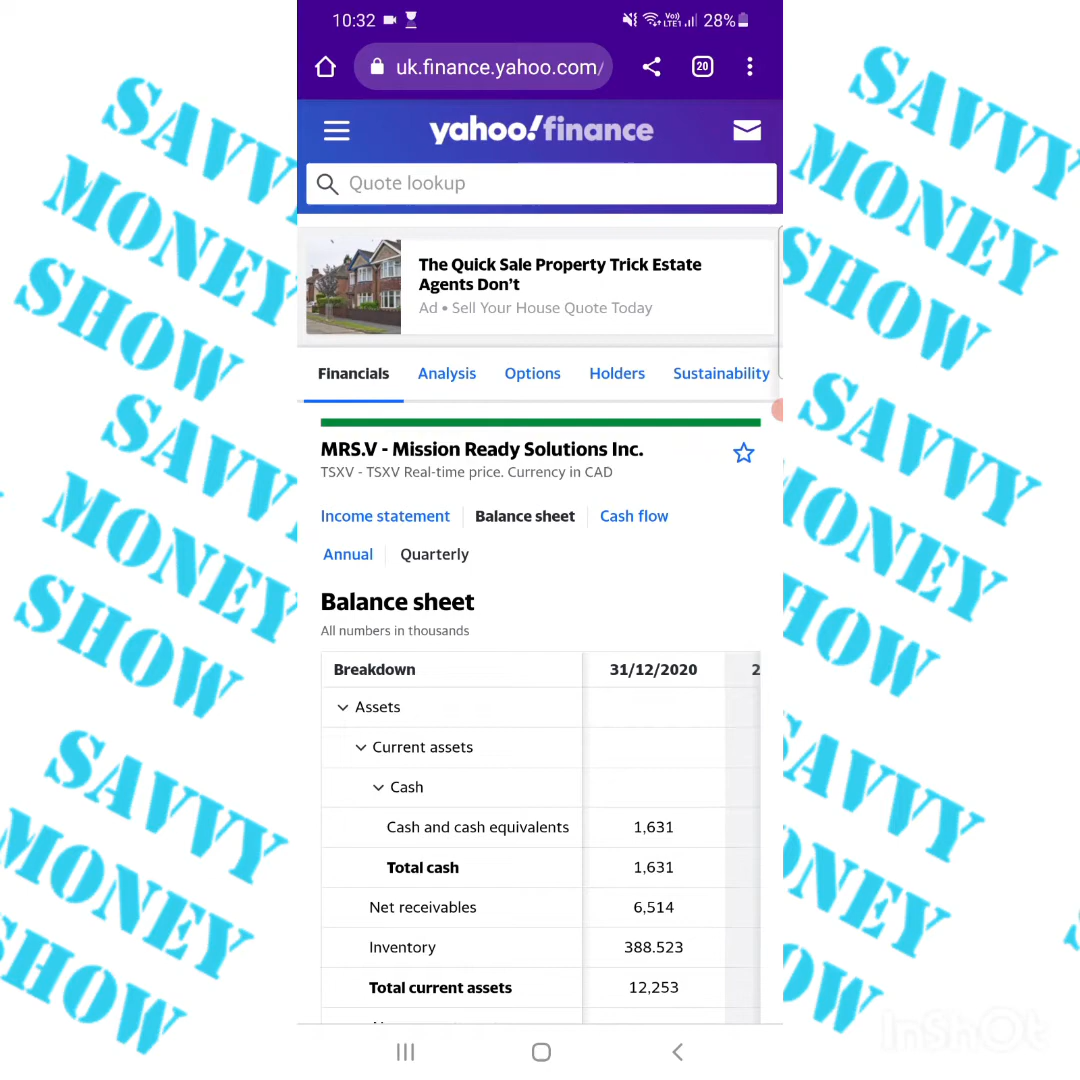 10:32 Vo) LTE1 28%
uk.finance.yahoo.com/ 20
yahoo!finance
Quote lookup
The Quick Sale Property Trick Estate
Agents Don't
Ad • Sell Your House Quote Today
Financials Analysis Options Holders Sustainability
MRS.V - Mission Ready Solutions Inc.
TSXV - TSXV Real-time price. Currency in CAD
Income statement Balance sheet Cash flow
Annual Quarterly
Balance sheet
All numbers in thousands
Breakdown 31/12/2020 2
Assets
Current assets
Cash
Cash and cash equivalents 1,631
Total cash 1,631
Net receivables 6,514
Inventory 388.523
Total current assets 12,253
SAVVY
MONEY
SHOW
SAVVY
MONEY
SHOW
SAVVY
MONEY
SHOW
SAVVY
MONEY
SHOW
SAVVY
MONEY
SHOW
SAVVY
MONEY
SHOW
InShOt